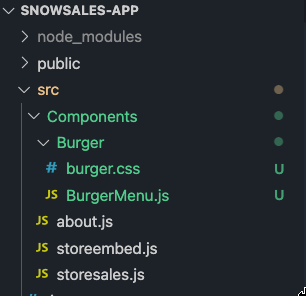 SNOWSALES-APP
node_modules
public
src
Components
Burger
# burger.css U
JS BurgerMenu.js U
JS about.js
JS storeembed.js
JS storesales.js